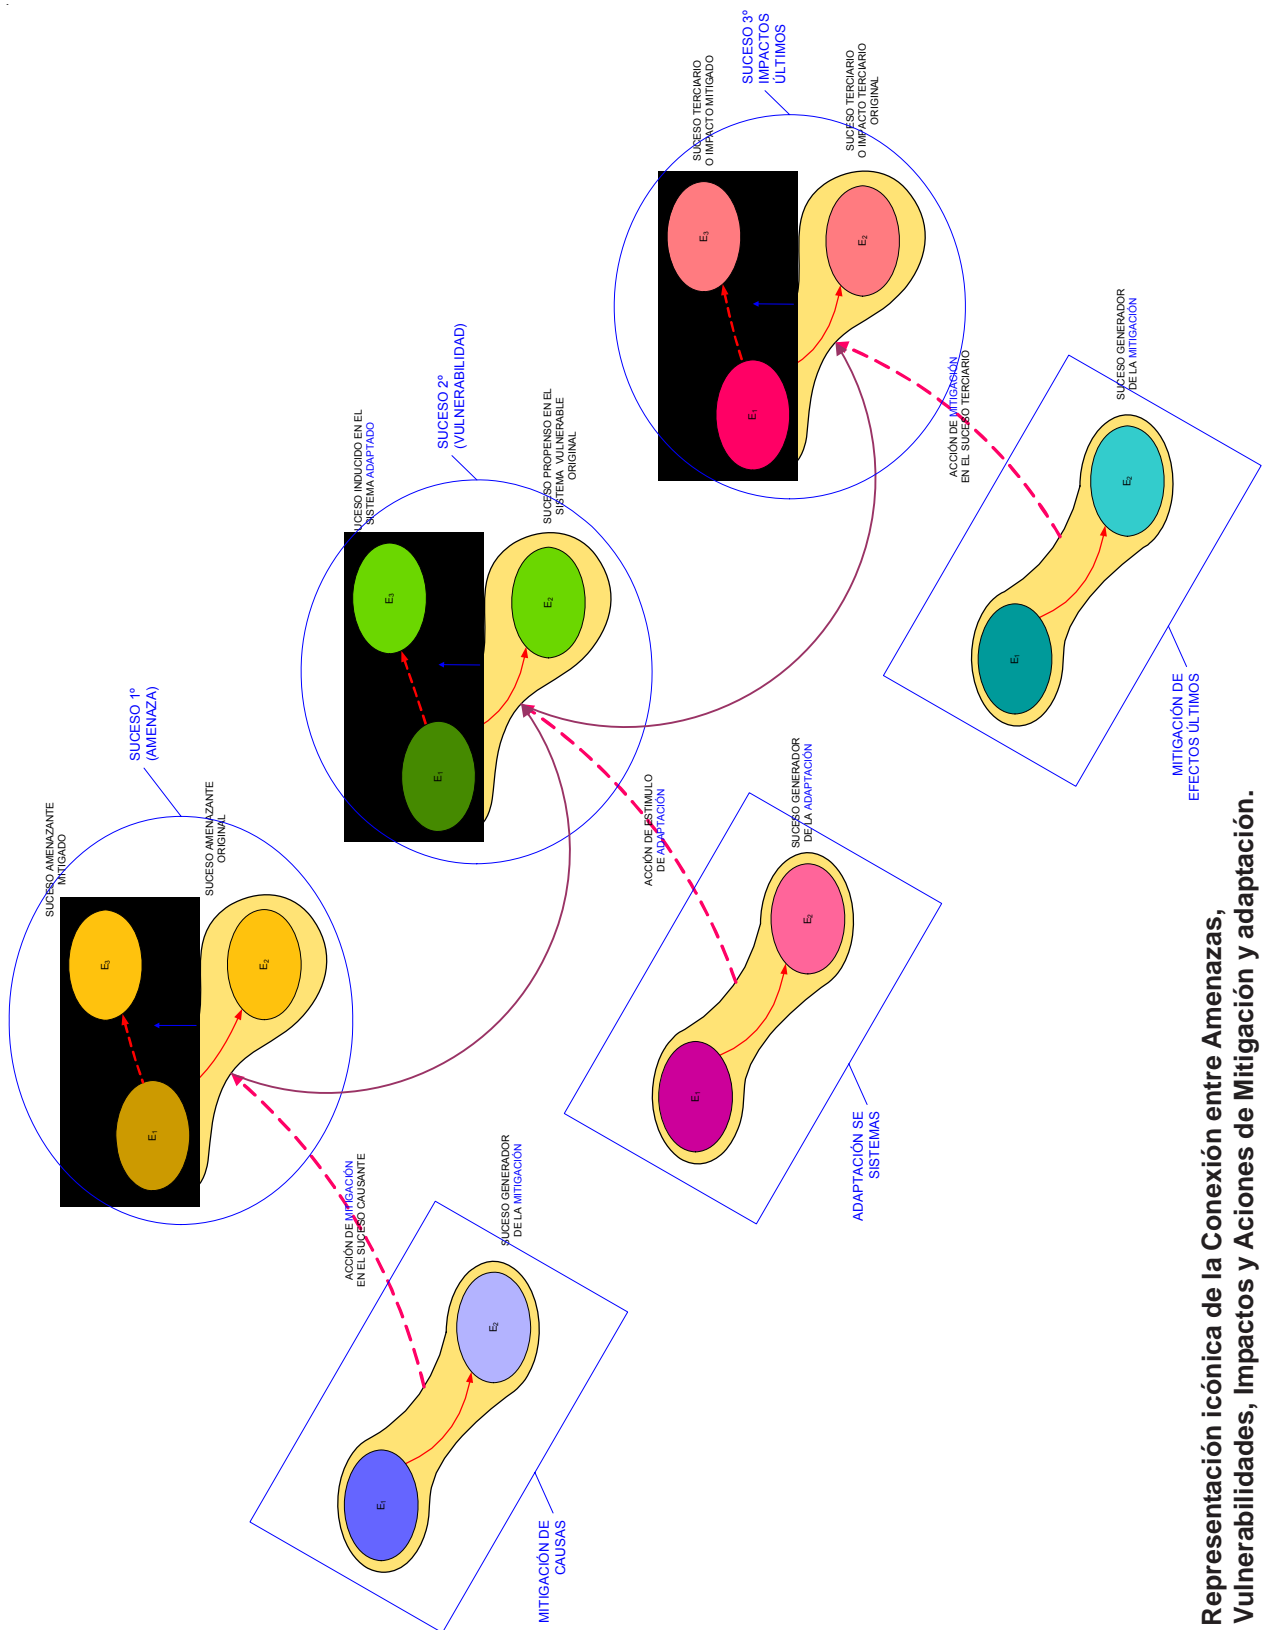 SUCESO 1º
(AMENAZA)
SUCESO AMENAZANTE
MITIGADO
SUCESO AMENAZANTE
ORIGINAL
E3
E1
E2
ACCIÓN DE MITIGACIÓN
EN EL SUCESO CAUSANTE
SUCESO GENERADOR
DE LA MITIGACIÓN
E1
E2
MITIGACIÓN DE
CAUSAS
SUCESO 2º
(VULNERABILIDAD)
UCESO INDUCIDO EN EL
SISTEMA ADAPTADO
SUCESO PROPENSO EN EL
SISTEMA VULNERABLE
ORIGINAL
E3
E1
E2
ACCIÓN DE ESTIMULO
DE ADAPTACIÓN
SUCESO GENERADOR
DE LA ADAPTACIÓN
E1
E2
ADAPTACIÓN SE
SISTEMAS
SUCESO 3º
IMPACTOS
ÚLTIMOS
SUCESO TERCIARIO
O IMPACTO MITIGADO
SUCESO TERCIARIO
O IMPACTO TERCIARIO
ORIGINAL
E3
E1
E2
ACCIÓN DE MITIGACIÓN
EN EL SUCESO TERCIARIO
SUCESO GENERADOR
DE LA MITIGACIÓN
E1
E2
MITIGACIÓN DE
EFECTOS ÚLTIMOS
Representación icónica de la Conexión entre Amenazas,
Vulnerabilidades, Impactos y Aciones de Mitigación y adaptación.